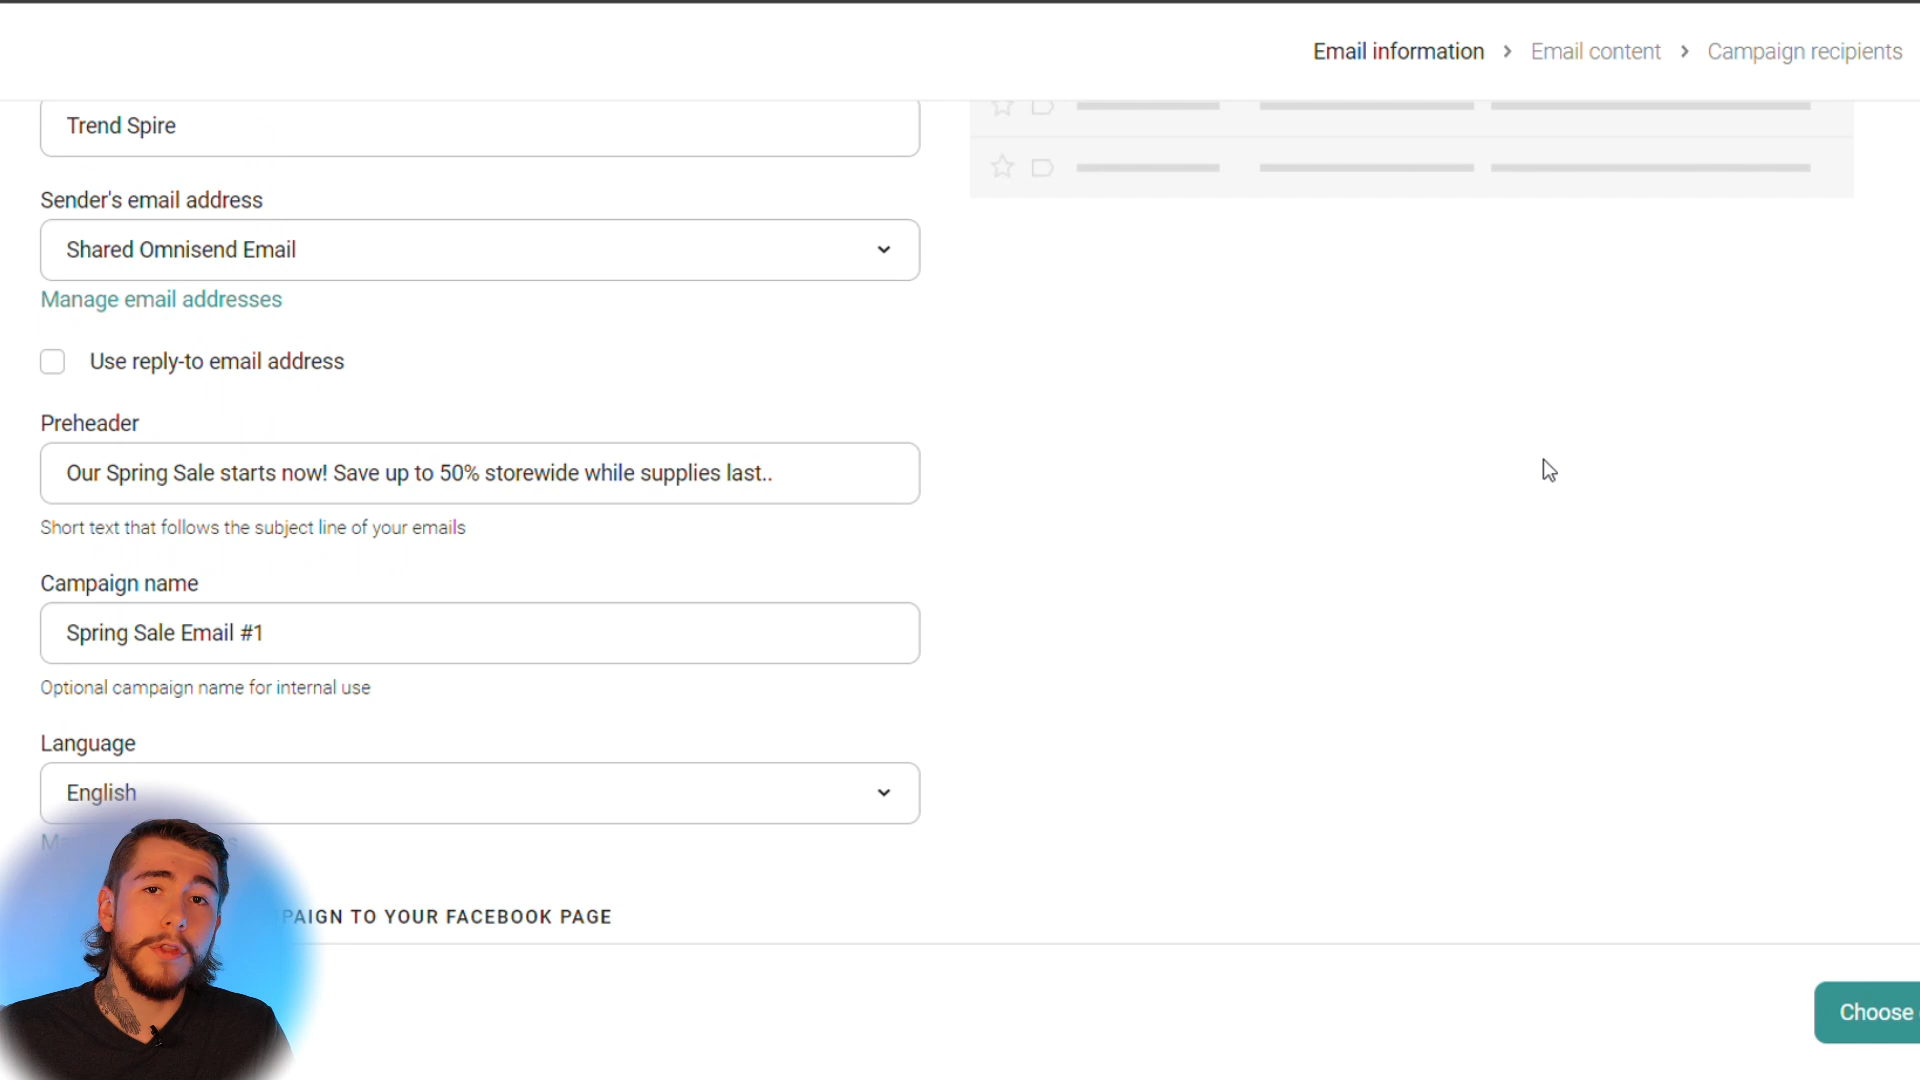 Email information > Email content > Campaign recipients
Trend Spire
Sender's email address
Shared Omnisend Email
Manage email addresses
Use reply-to email address
Preheader
Our Spring Sale starts now! Save up to 50% storewide while supplies last..
Short text that follows the subject line of your emails
Campaign name
Spring Sale Email #1
Optional campaign name for internal use
Language
English
TO YOUR FACEBOOK PAGE
Choose